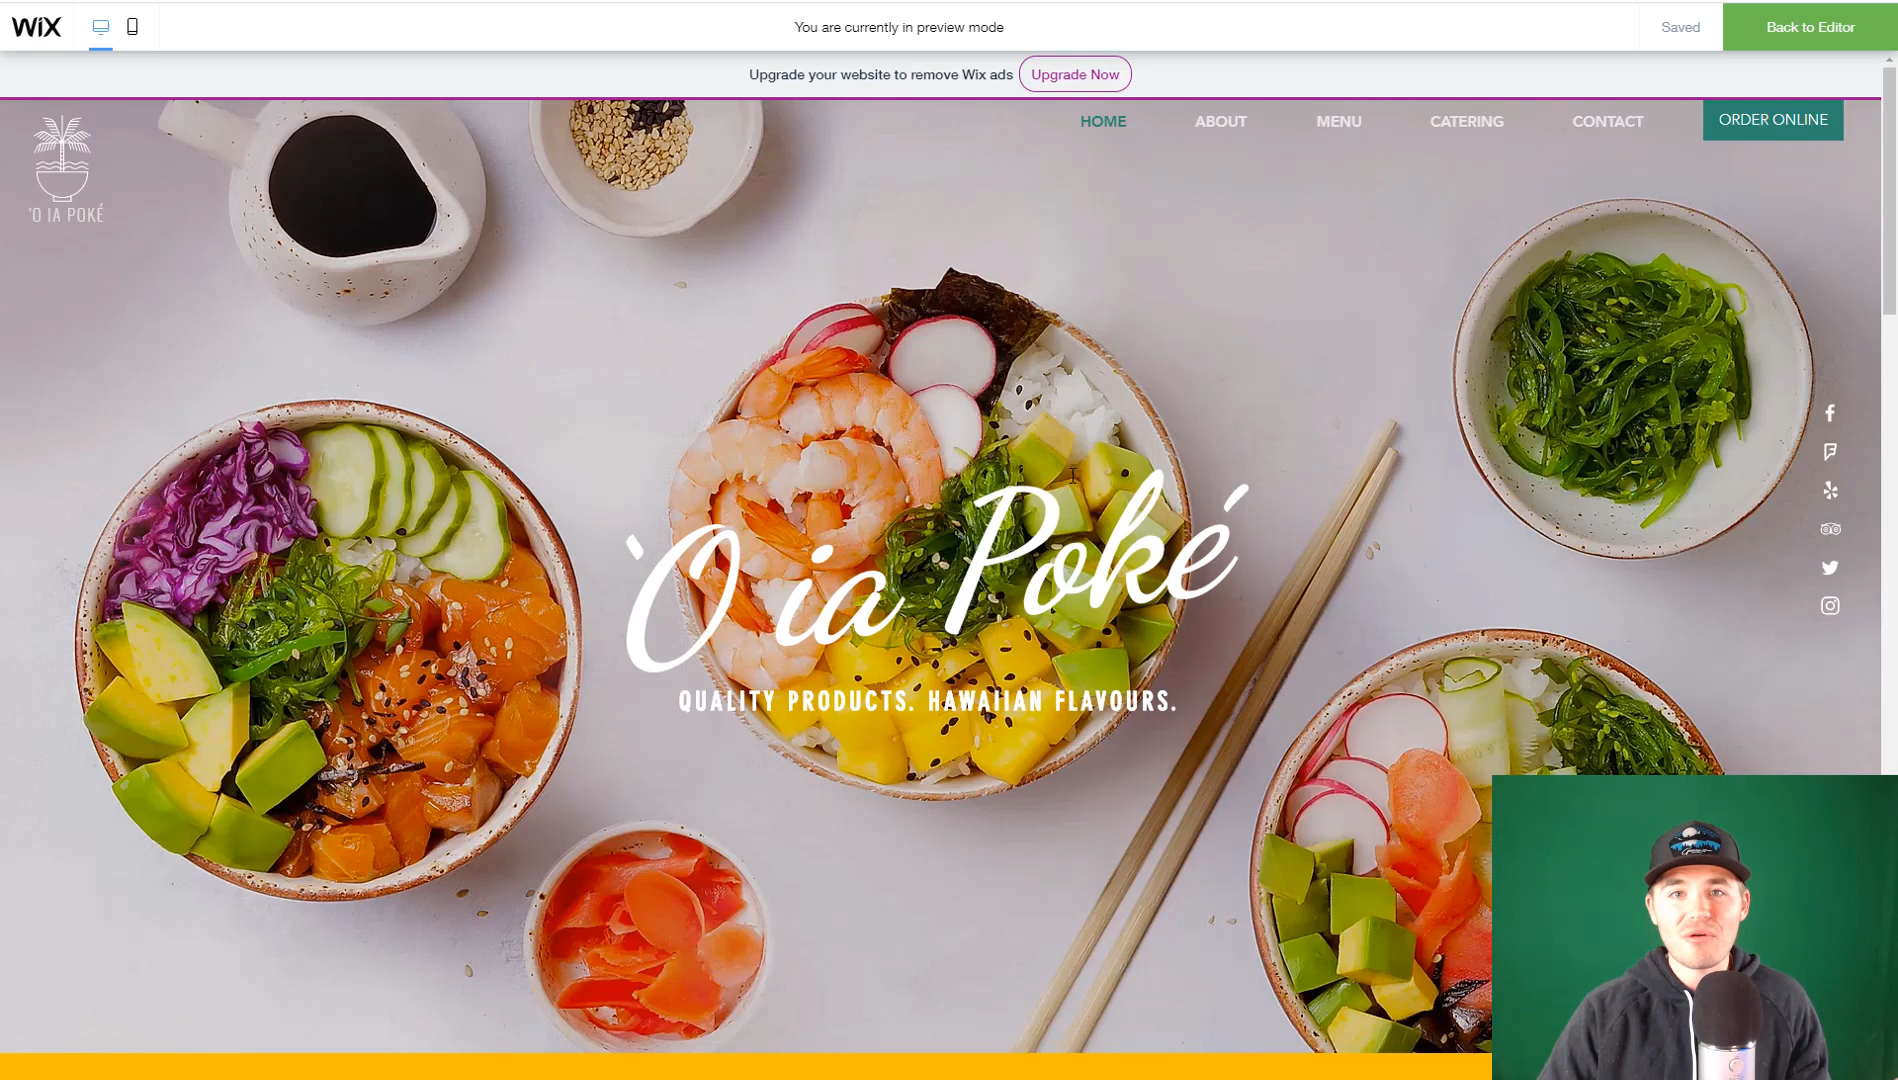 WiX
You are currently in preview mode
Saved
Back to Editor
Upgrade your website to remove Wix ads
Upgrade Now
HOME
ABOUT
MENU
CATERING
CONTACT
ORDER ONLINE
'O IA POKÉ
'O ia Poké
QUALITY PRODUCTS. HAWAIIAN FLAVOURS.